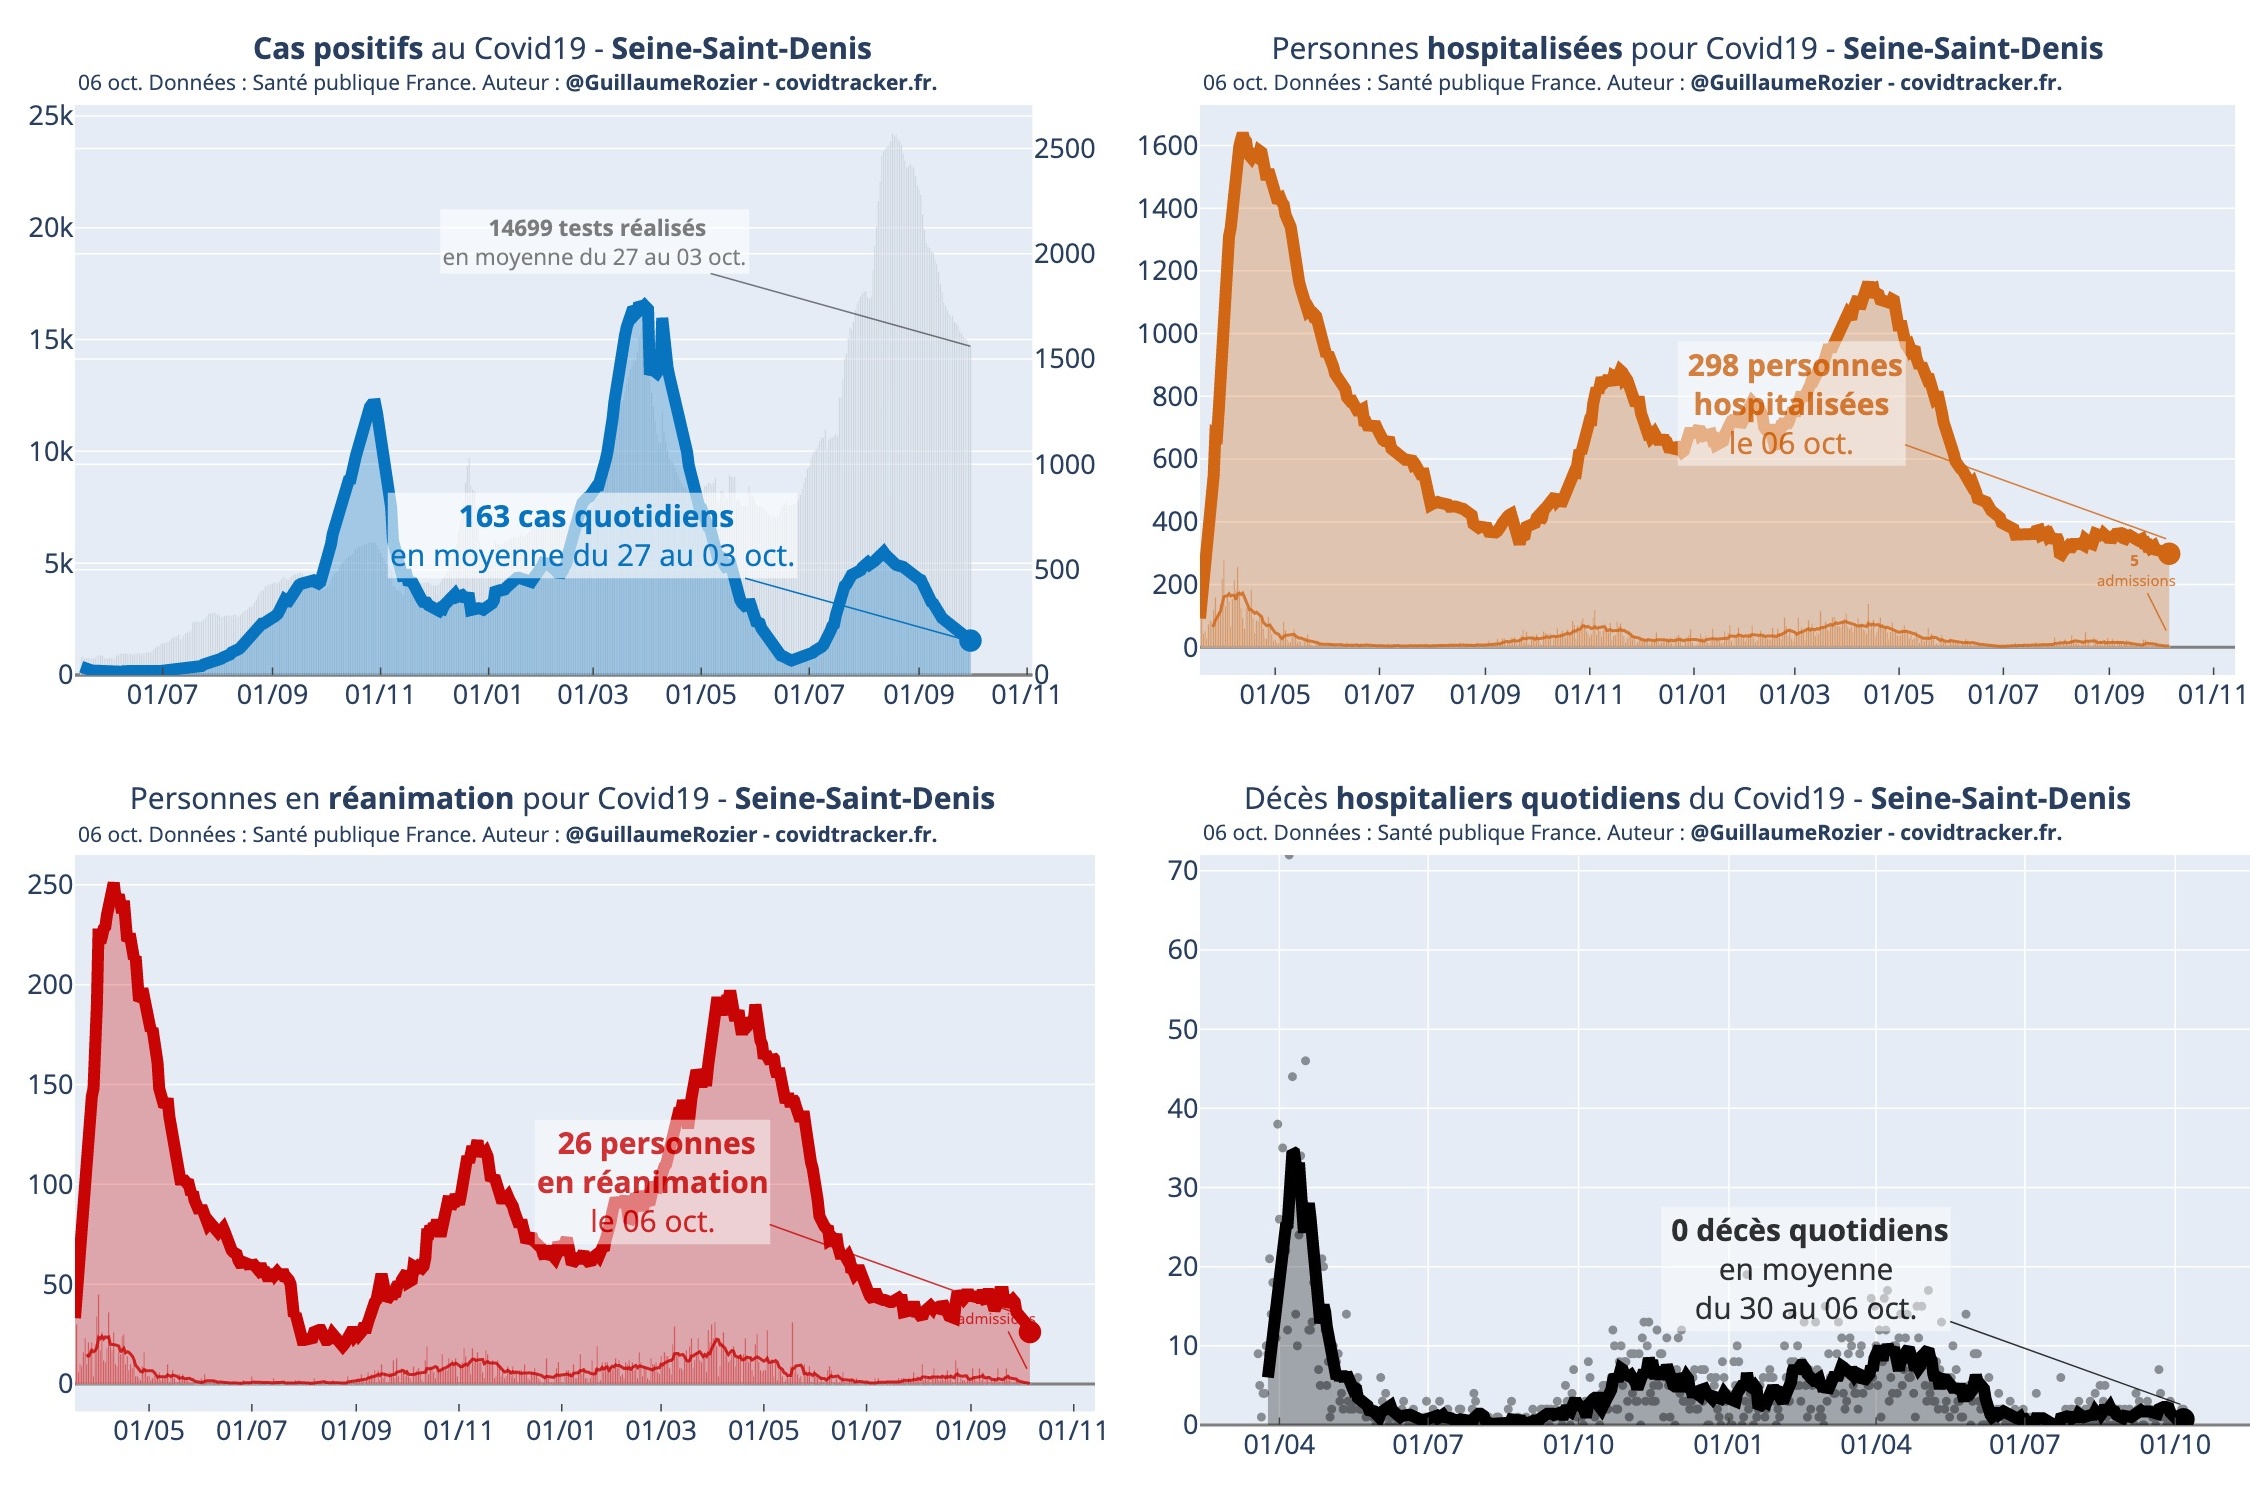 Cas positifs au Covid19 - Seine-Saint-Denis
06 oct. Données : Santé publique France. Auteur : @GuillaumeRozier - covidtracker.fr.
25k
20k
15k
10k
5k
0
2500
2000
1500
1000
500
0
14699 tests réalisés
en moyenne du 27 au 03 oct.
163 cas quotidiens
en moyenne du 27 au 03 oct.
01/07 01/09 01/11 01/01 01/03 01/05 01/07 01/09 01/11
Personnes hospitalisées pour Covid19 - Seine-Saint-Denis
06 oct. Données : Santé publique France. Auteur : @GuillaumeRozier - covidtracker.fr.
1600
1400
1200
1000
800
600
400
200
0
298 personnes
hospitalisées
le 06 oct.
5
admissions
01/05 01/07 01/09 01/11 01/01 01/03 01/05 01/07 01/09 01/11
Personnes en réanimation pour Covid19 - Seine-Saint-Denis
06 oct. Données : Santé publique France. Auteur : @GuillaumeRozier - covidtracker.fr.
250
200
150
100
50
0
26 personnes
en réanimation
le 06 oct.
admissions
01/05 01/07 01/09 01/11 01/01 01/03 01/05 01/07 01/09 01/11
Décès hospitaliers quotidiens du Covid19 - Seine-Saint-Denis
06 oct. Données : Santé publique France. Auteur : @GuillaumeRozier - covidtracker.fr.
70
60
50
40
30
20
10
0
0 décès quotidiens
en moyenne
du 30 au 06 oct.
01/04 01/07 01/10 01/01 01/04 01/07 01/10